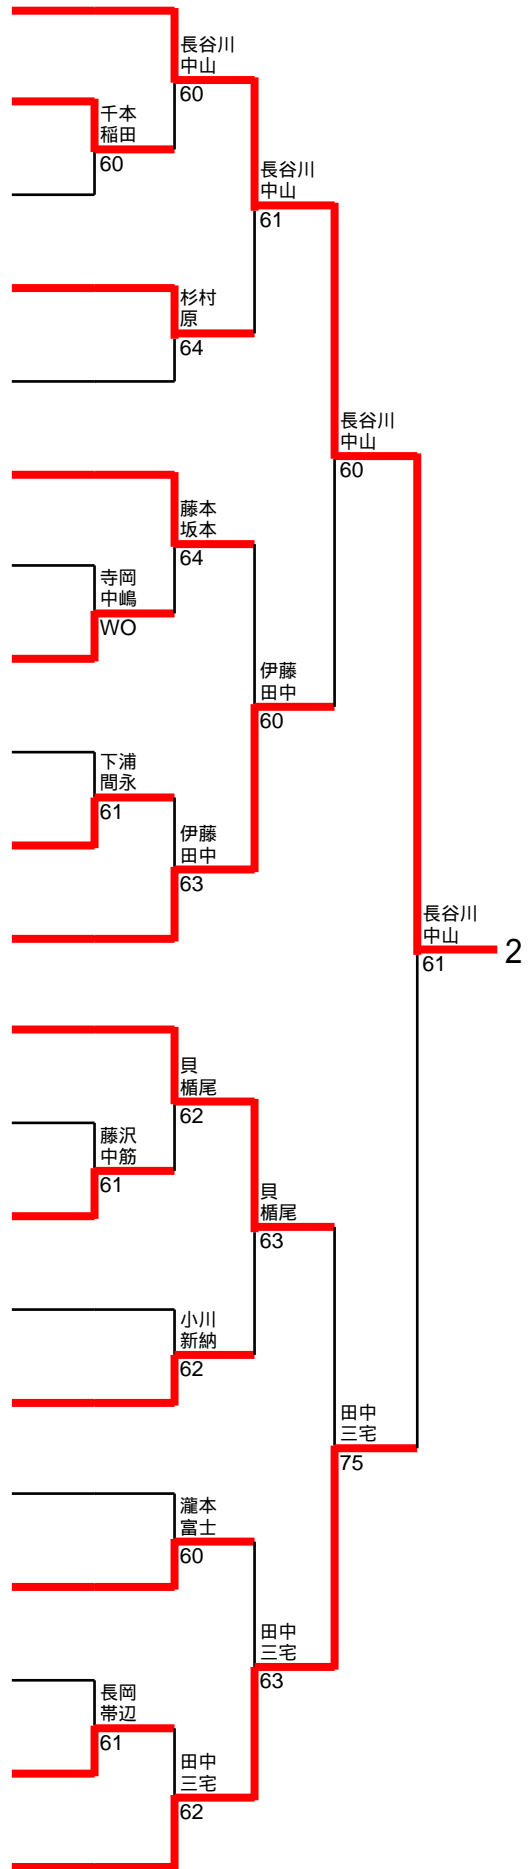 長谷川
中山
60
千本
稲田
60
長谷川
中山
61
杉村
原
64
長谷川
中山
60
藤本
坂本
64
寺岡
中嶋
WO
伊藤
田中
60
下浦
間永
61
伊藤
田中
63
長谷川
中山
61
2
貝
楯尾
62
藤沢
中筋
61
貝
楯尾
63
小川
新納
62
田中
三宅
75
瀧本
富士
60
田中
三宅
63
長岡
帯辺
61
田中
三宅
62